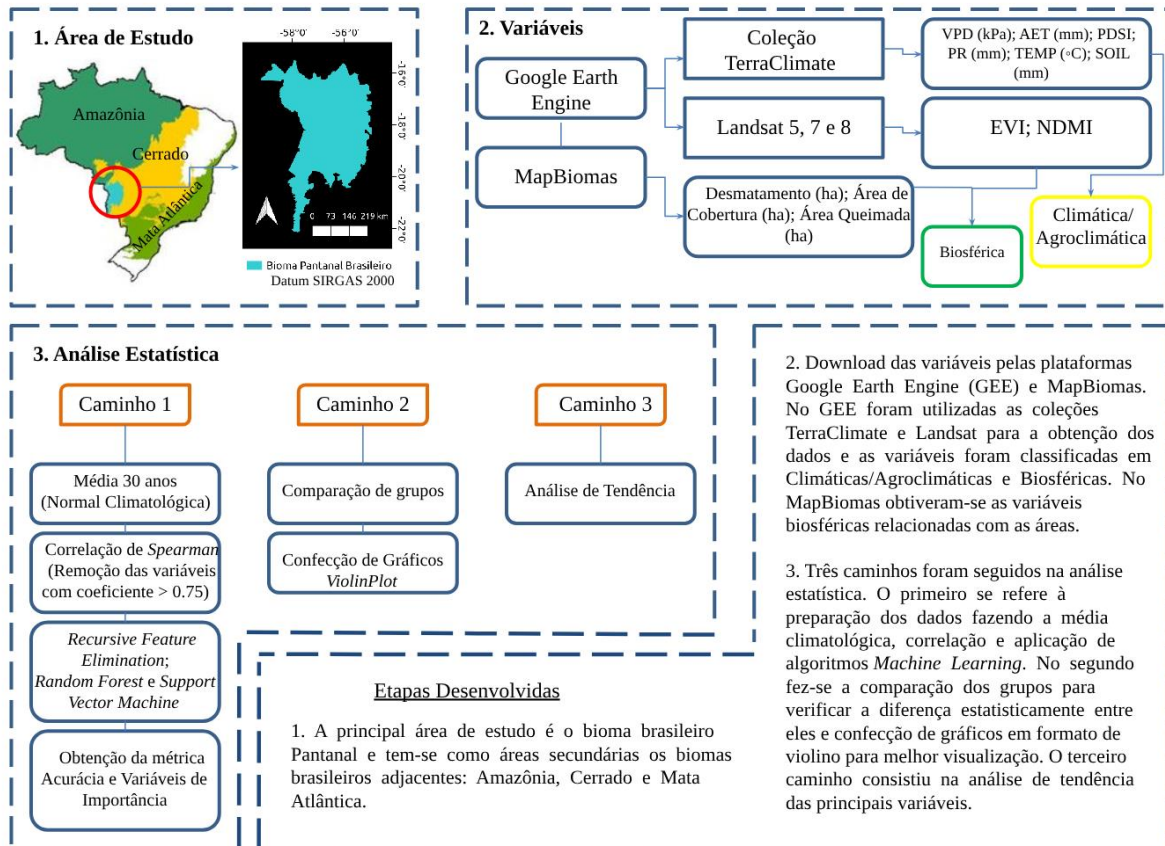 1. Área de Estudo
-58°0'
-56°0'
-16°0'
-18°0'
-20°0'
-22°0'
Amazônia
Cerrado
Mata Atlântica
0 73 146 219 km
Bioma Pantanal Brasileiro
Datum SIRGAS 2000
2. Variáveis
Google Earth
Engine
MapBiomas
Coleção
TerraClimate
Landsat 5, 7 e 8
Desmatamento (ha); Área de
Cobertura (ha); Área Queimada
(ha)
VPD (kPa); AET (mm); PDSI;
PR (mm); TEMP (◦C); SOIL
(mm)
EVI; NDMI
Biosférica
Climática/
Agroclimática
3. Análise Estatística
Caminho 1
Média 30 anos
(Normal Climatológica)
Correlação de Spearman
(Remoção das variáveis
com coeficiente > 0.75)
Recursive Feature
Elimination;
Random Forest e Support
Vector Machine
Obtenção da métrica
Acurácia e Variáveis de
Importância
Caminho 2
Comparação de grupos
Confecção de Gráficos
ViolinPlot
Caminho 3
Análise de Tendência
Etapas Desenvolvidas
1. A principal área de estudo é o bioma brasileiro
Pantanal e tem-se como áreas secundárias os biomas
brasileiros adjacentes: Amazônia, Cerrado e Mata
Atlântica.
2. Download das variáveis pelas plataformas
Google Earth Engine (GEE) e MapBiomas.
No GEE foram utilizadas as coleções
TerraClimate e Landsat para a obtenção dos
dados e as variáveis foram classificadas em
Climáticas/Agroclimáticas e Biosféricas. No
MapBiomas obtiveram-se as variáveis
biosféricas relacionadas com as áreas.
3. Três caminhos foram seguidos na análise
estatística. O primeiro se refere à
preparação dos dados fazendo a média
climatológica, correlação e aplicação de
algoritmos Machine Learning. No segundo
fez-se a comparação dos grupos para
verificar a diferença estatisticamente entre
eles e confecção de gráficos em formato de
violino para melhor visualização. O terceiro
caminho consistiu na análise de tendência
das principais variáveis.